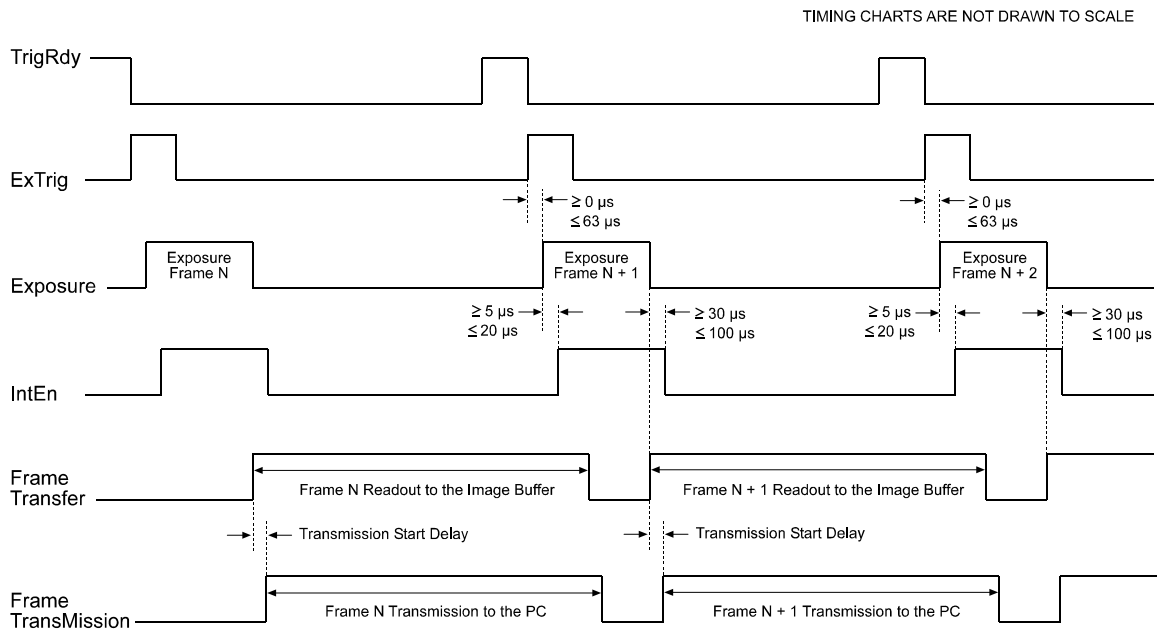 TIMING CHARTS ARE NOT DRAWN TO SCALE
TrigRdy
ExTrig
≥ 0 µs
≤ 63 µs
≥ 0 µs
≤ 63 µs
Exposure
Exposure
Frame N
Exposure
Frame N + 1
Exposure
Frame N + 2
≥ 5 µs
≤ 20 µs
≥ 30 µs
≤ 100 µs
≥ 5 µs
≤ 20 µs
≥ 30 µs
≤ 100 µs
IntEn
Frame
Transfer
Frame N Readout to the Image Buffer
Frame N + 1 Readout to the Image Buffer
Transmission Start Delay
Transmission Start Delay
Frame
TransMission
Frame N Transmission to the PC
Frame N + 1 Transmission to the PC